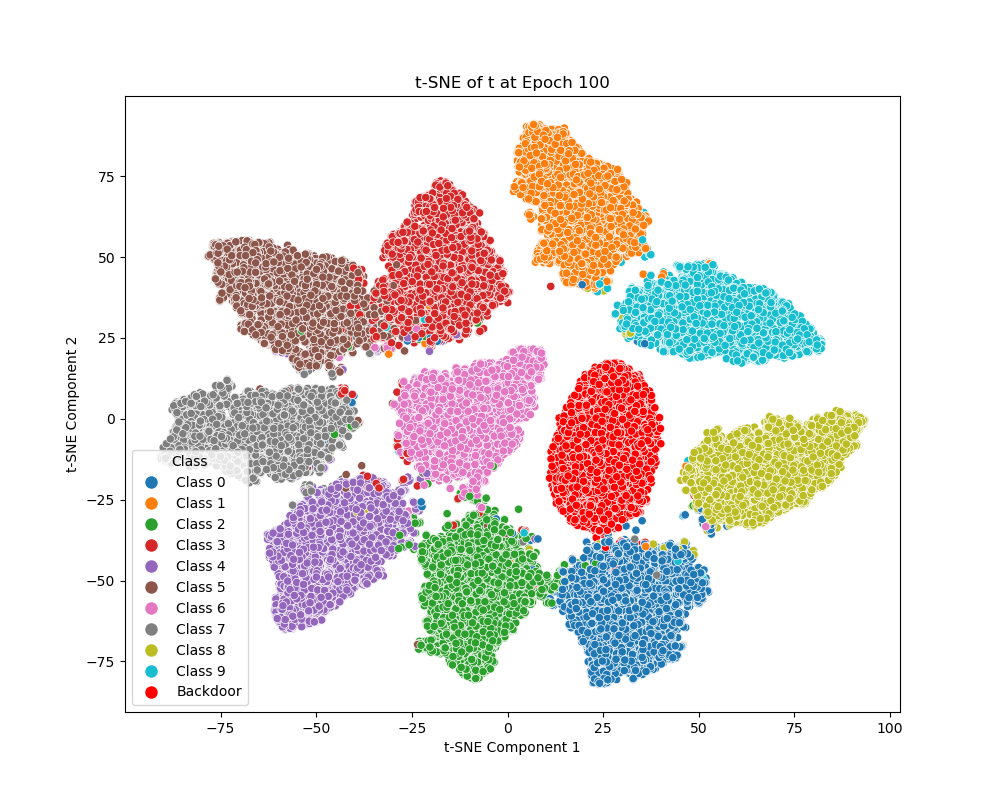 t-SNE of t at Epoch 100
75
50
25
0
−25
−50
−75
t-SNE Component 2
Class
Class 0
Class 1
Class 2
Class 3
Class 4
Class 5
Class 6
Class 7
Class 8
Class 9
Backdoor
−75 −50 −25 0 25 50 75 100
t-SNE Component 1